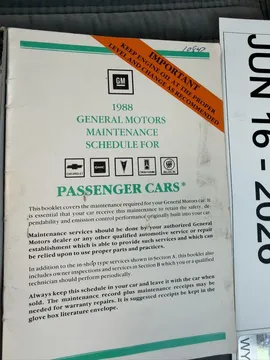 IMPORTANT
KEEP ENGINE OIL AT THE PROPER
LEVEL AND CHANGE AS RECOMMENDED
GM
1988
GENERAL MOTORS
MAINTENANCE
SCHEDULE FOR
PASSENGER CARS*
This booklet covers the maintenance required for your General Motors car. It
is essential that your car receive this maintenance to retain the safety, de-
pendability and emission control performance originally built into your car.
Maintenance services should be done by your authorized General
Motors dealer or any other qualified automotive service or repair
establishment which is able to provide such services and which can
be relied upon to use proper parts and practices.
In addition to the in-shop type services shown in Section A, this booklet also
includes owner inspections and services in Section B which you or a qualified
technician should perform periodically.
Always keep this schedule in your car and leave it with the car when
sold. The maintenance record plus maintenance receipts may be
needed for warranty repairs. It is suggested receipts be kept in the
glove box literature envelope.
JUN 16 - 2026